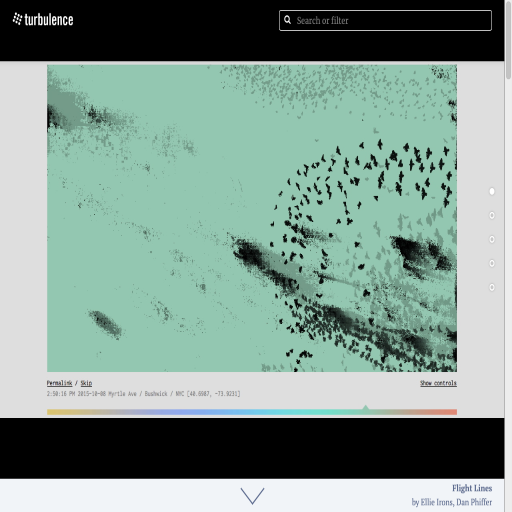 turbulence
Search or filter
Permalink / Skip
Show controls
2:50:16 PM 2015-10-08 Myrtle Ave / Bushwick / NYC [40.6987, -73.9231]
Flight Lines
by Ellie Irons, Dan Phiffer